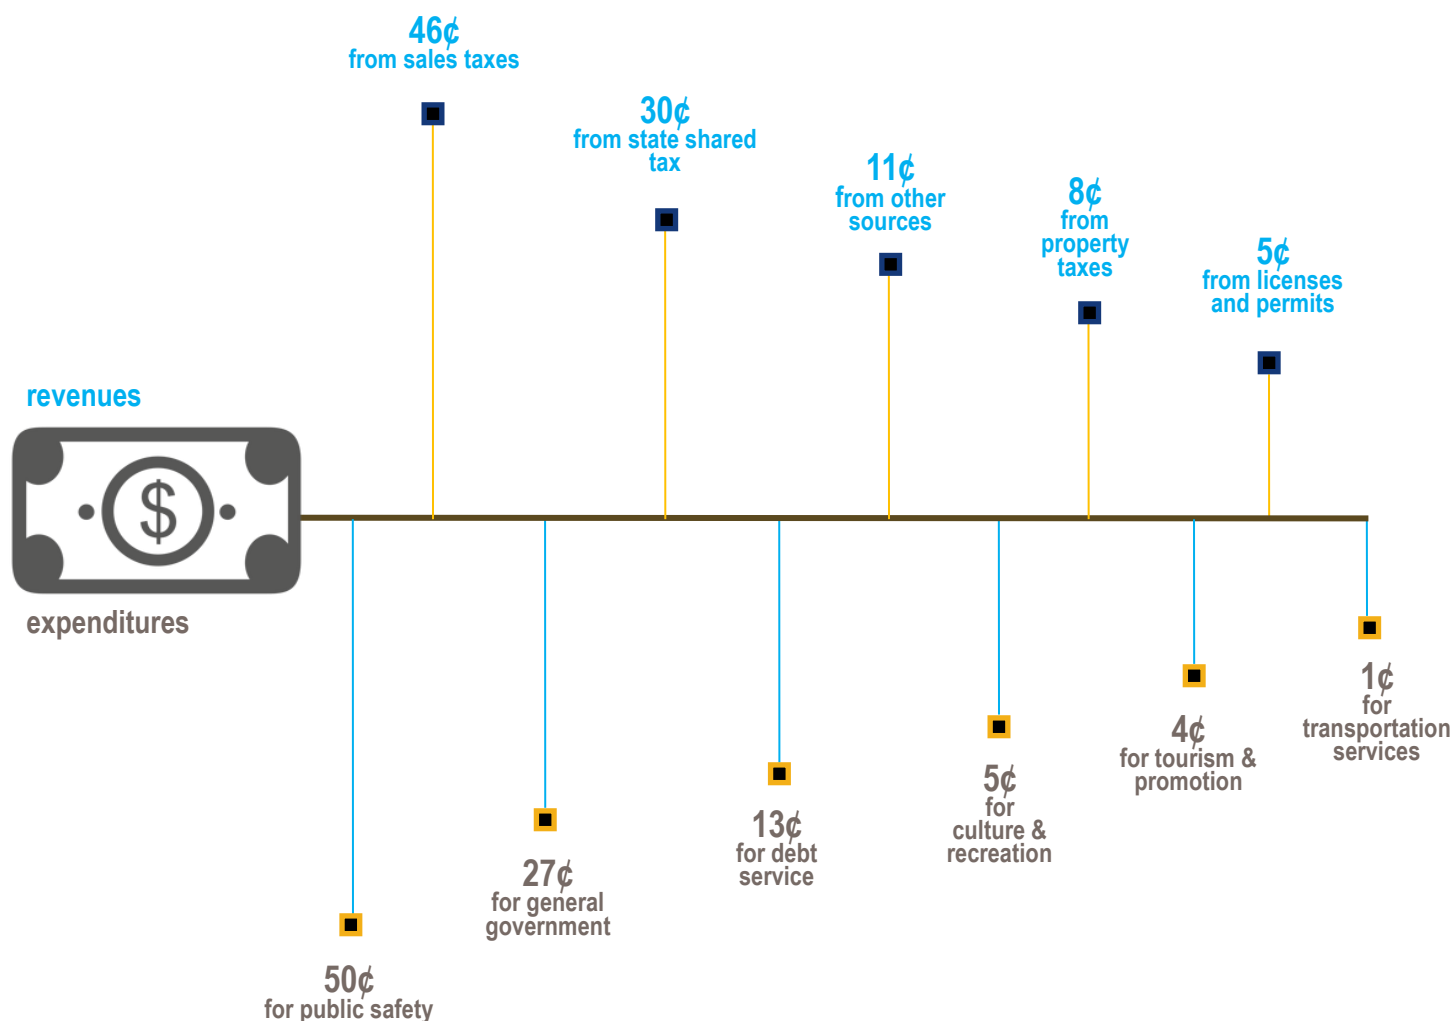 46¢
from sales taxes
30¢
from state shared
tax
11¢
from other
sources
8¢
from
property
taxes
5¢
from licenses
and permits
revenues
$
expenditures
50¢
for public safety
27¢
for general
government
13¢
for debt
service
5¢
for
culture &
recreation
4¢
for tourism &
promotion
1¢
for
transportation
services